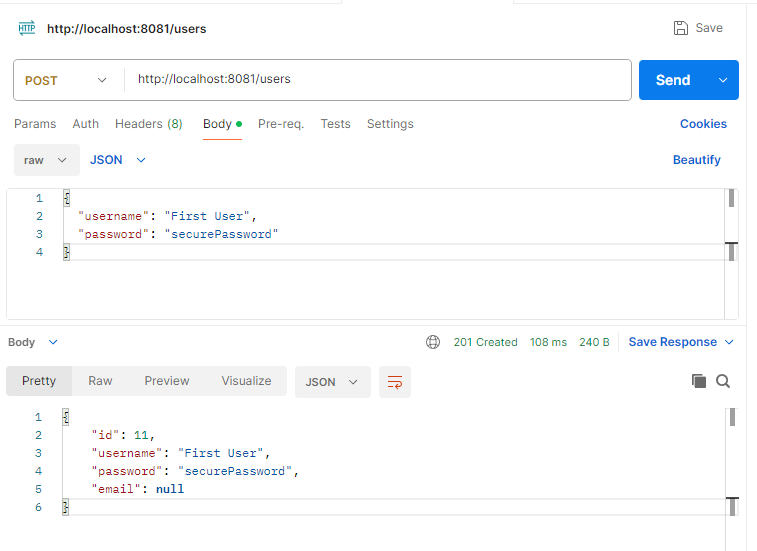 HTTP http://localhost:8081/users Save
POST http://localhost:8081/users Send
Params Auth Headers (8) Body Pre-req. Tests Settings Cookies
raw JSON Beautify
1 {
2 "username": "First User",
3 "password": "securePassword"
4 }
Body 201 Created 108 ms 240 B Save Response
Pretty Raw Preview Visualize JSON
1 {
2 "id": 11,
3 "username": "First User",
4 "password": "securePassword",
5 "email": null
6 }